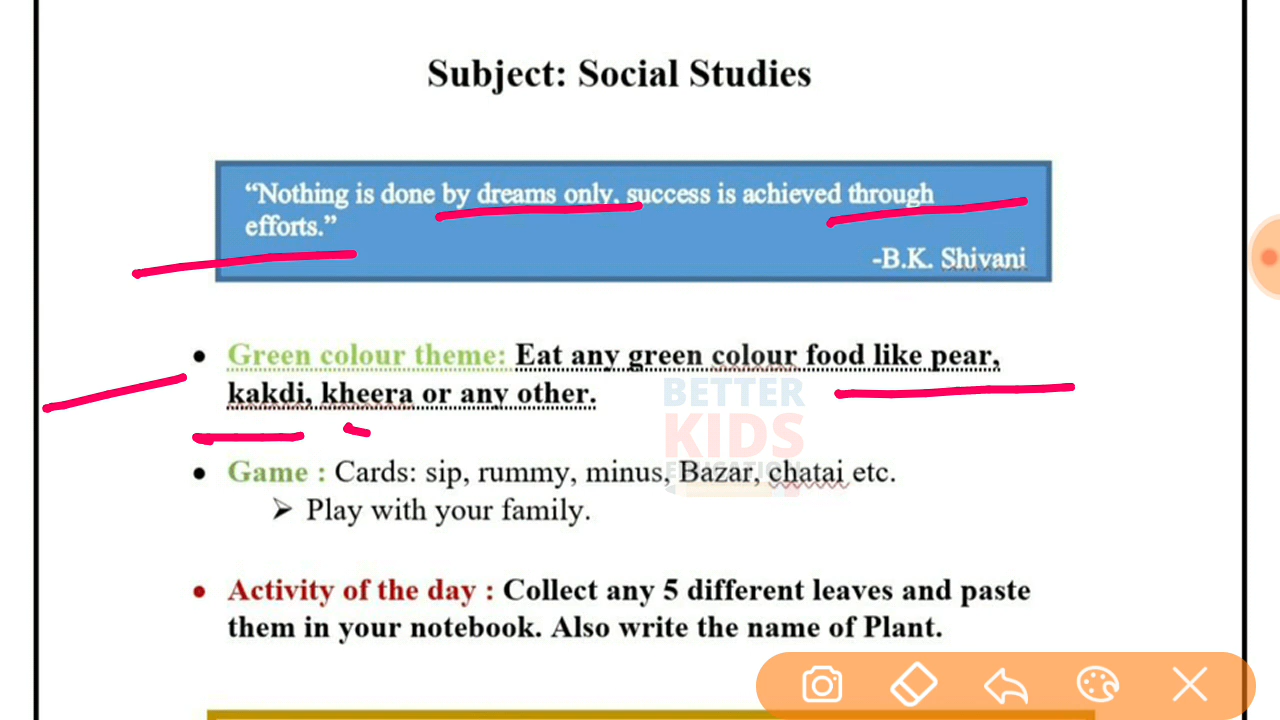 Subject: Social Studies
“Nothing is done by dreams only, success is achieved through
efforts.”
-B.K. Shivani
• Green colour theme: Eat any green colour food like pear,
kakdi, kheera or any other.
BETTER
KIDS
EDUCATION
• Game : Cards: sip, rummy, minus, Bazar, chatai etc.
➢ Play with your family.
• Activity of the day : Collect any 5 different leaves and paste
them in your notebook. Also write the name of Plant.